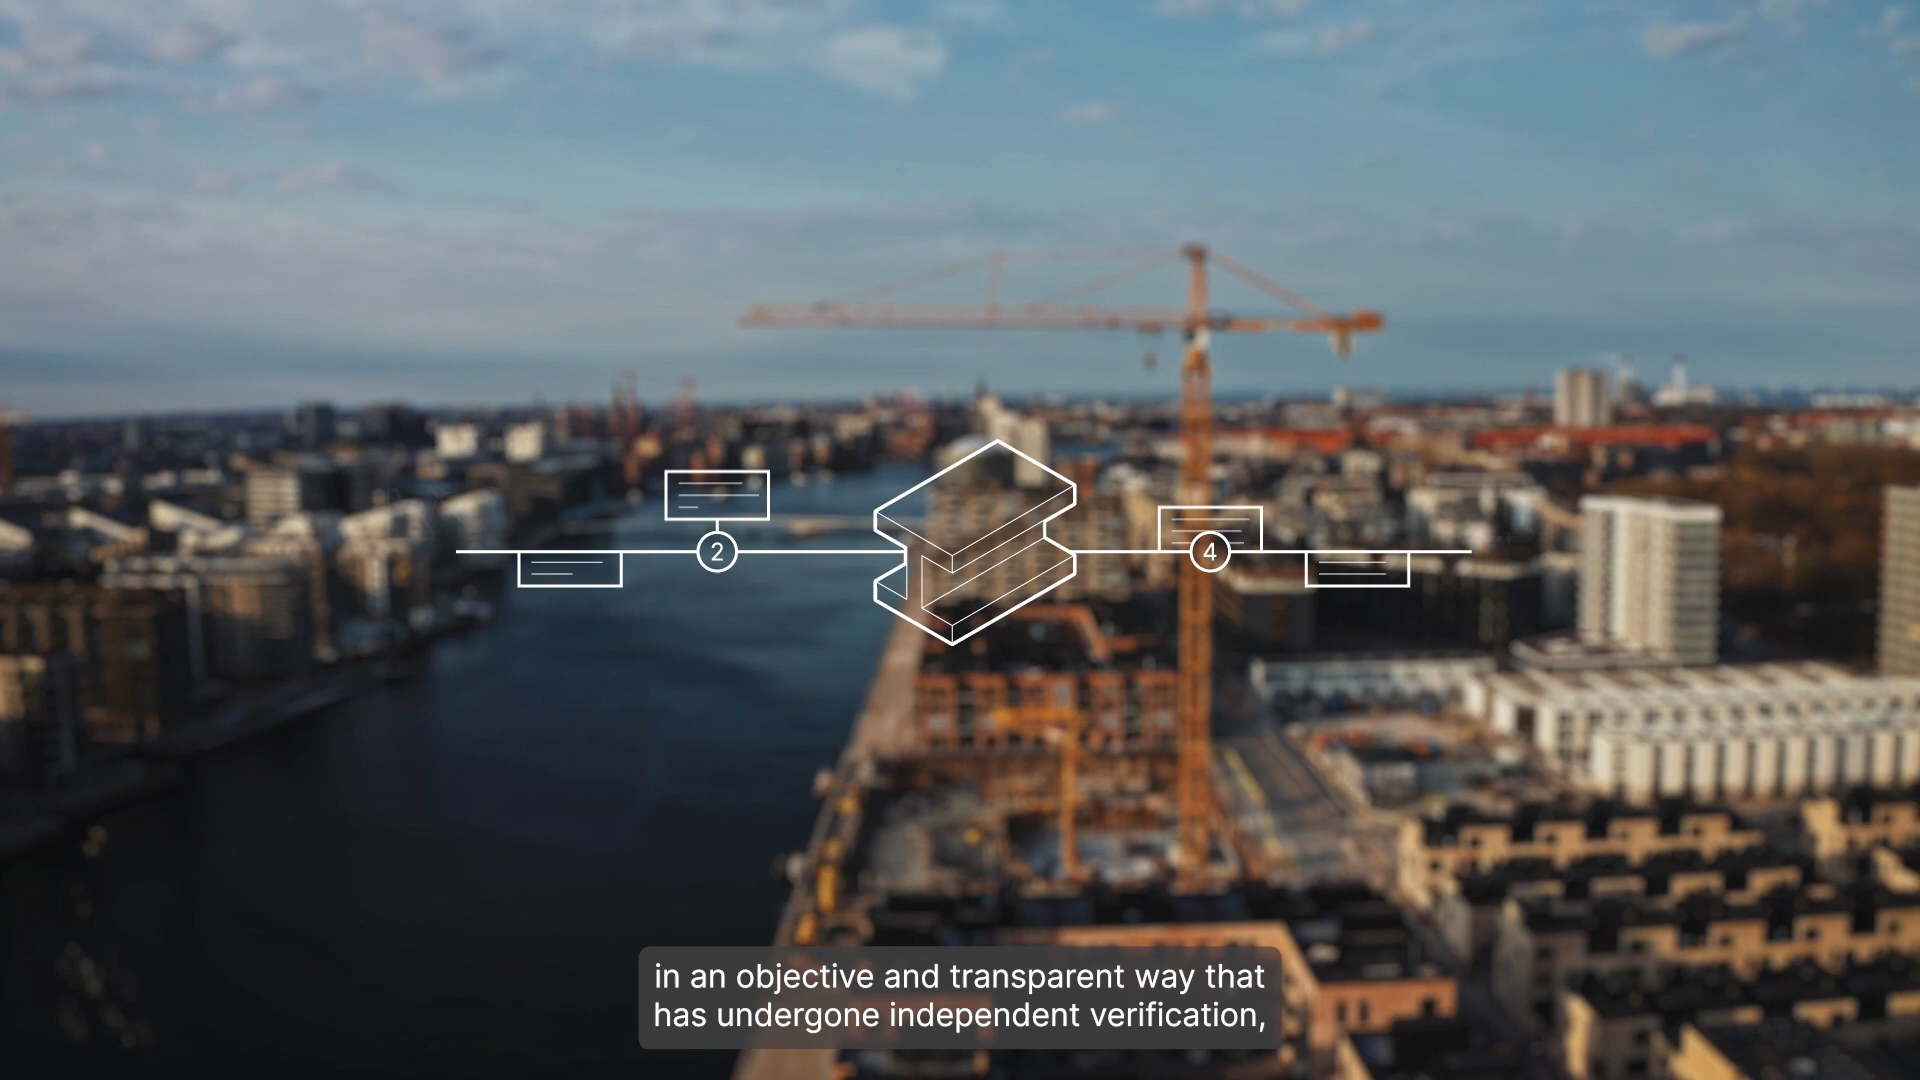 2
4
in an objective and transparent way that
has undergone independent verification,